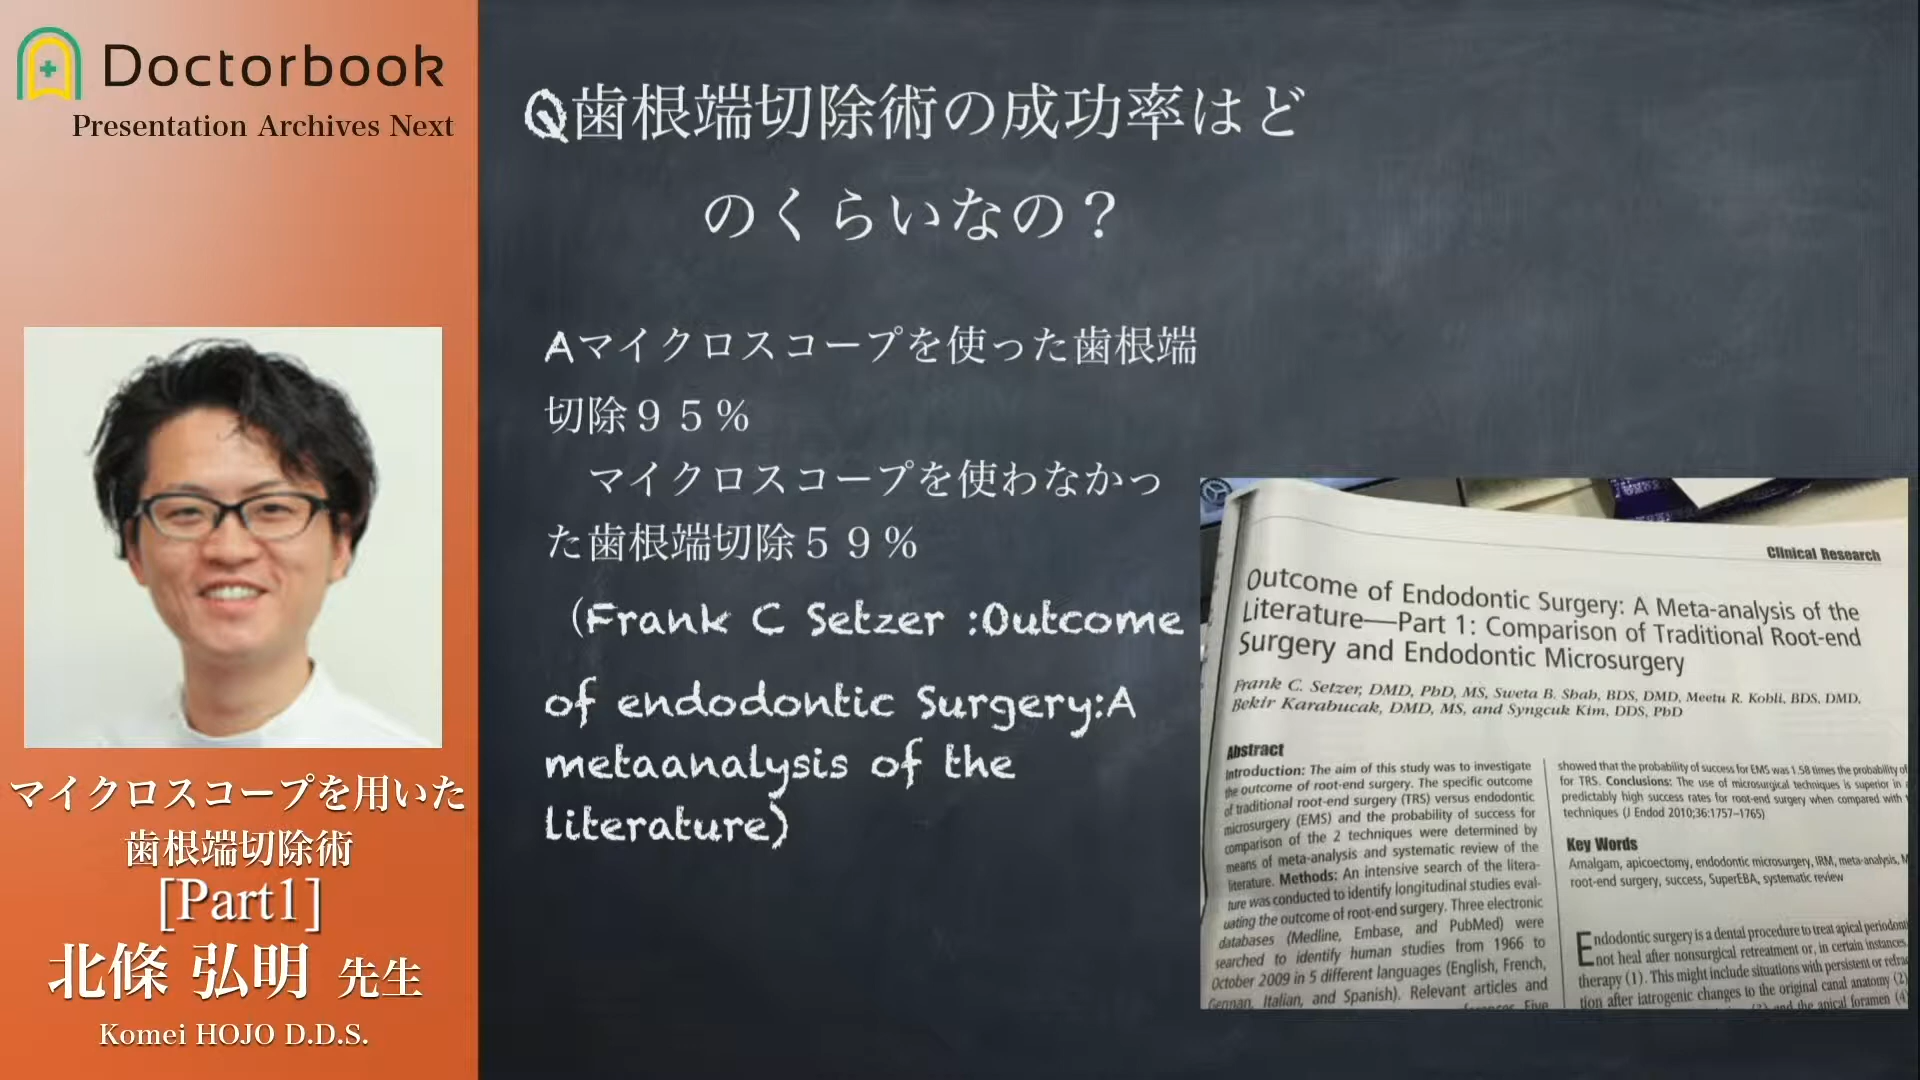 Doctorbook
Presentation Archives Next
マイクロスコープを用いた
歯根端切除術
[Part1]
北條 弘明 先生
Komei HOJO D.D.S.
Q歯根端切除術の成功率はど
のくらいなの？
Aマイクロスコープを使った歯根端
切除９５%
マイクロスコープを使わなかっ
た歯根端切除５９%
（Frank C Setzer :Outcome
of endodontic Surgery:A
metaanalysis of the
literature)
Clinical Research
Outcome of Endodontic Surgery: A Meta-analysis of the
Literature—Part 1: Comparison of Traditional Root-end
Surgery and Endodontic Microsurgery
Frank C. Setzer, DMD, PhD, MS, Sweta B. Shah, BDS, DMD, Meetu R. Kohli, BDS, DMD,
Bekir Karabucak, DMD, MS, and Syngcuk Kim, DDS, PhD
Abstract
Introduction: The aim of this study was to investigate
the outcome of root-end surgery. The specific outcome
of traditional root-end surgery (TRS) versus endodontic
microsurgery (EMS) and the probability of success for
comparison of the 2 techniques were determined by
means of meta-analysis and systematic review of the
literature. Methods: An intensive search of the litera-
ture was conducted to identify longitudinal studies eval-
uating the outcome of root-end surgery. Three electronic
databases (Medline, Embase, and PubMed) were
searched to identify human studies from 1966 to
October 2009 in 5 different languages (English, French,
German, Italian, and Spanish). Relevant articles and
Five
showed that the probability of success for EMS was 1.58 times the probability of
for TRS. Conclusions: The use of microsurgical techniques is superior in
predictably high success rates for root-end surgery when compared with
techniques (J Endod 2010;36:1757–1765)
Key Words
Amalgam, apicoectomy, endodontic microsurgery, IRM, meta-analysis,
root-end surgery, success, SuperEBA, systematic review
Endodontic surgery is a dental procedure to treat apical
not heal after nonsurgical retreatment or, in certain instances,
therapy (1). This might include situations with persistent or
tion after iatrogenic changes to the original canal anatomy (2)
and the apical foramen (4)